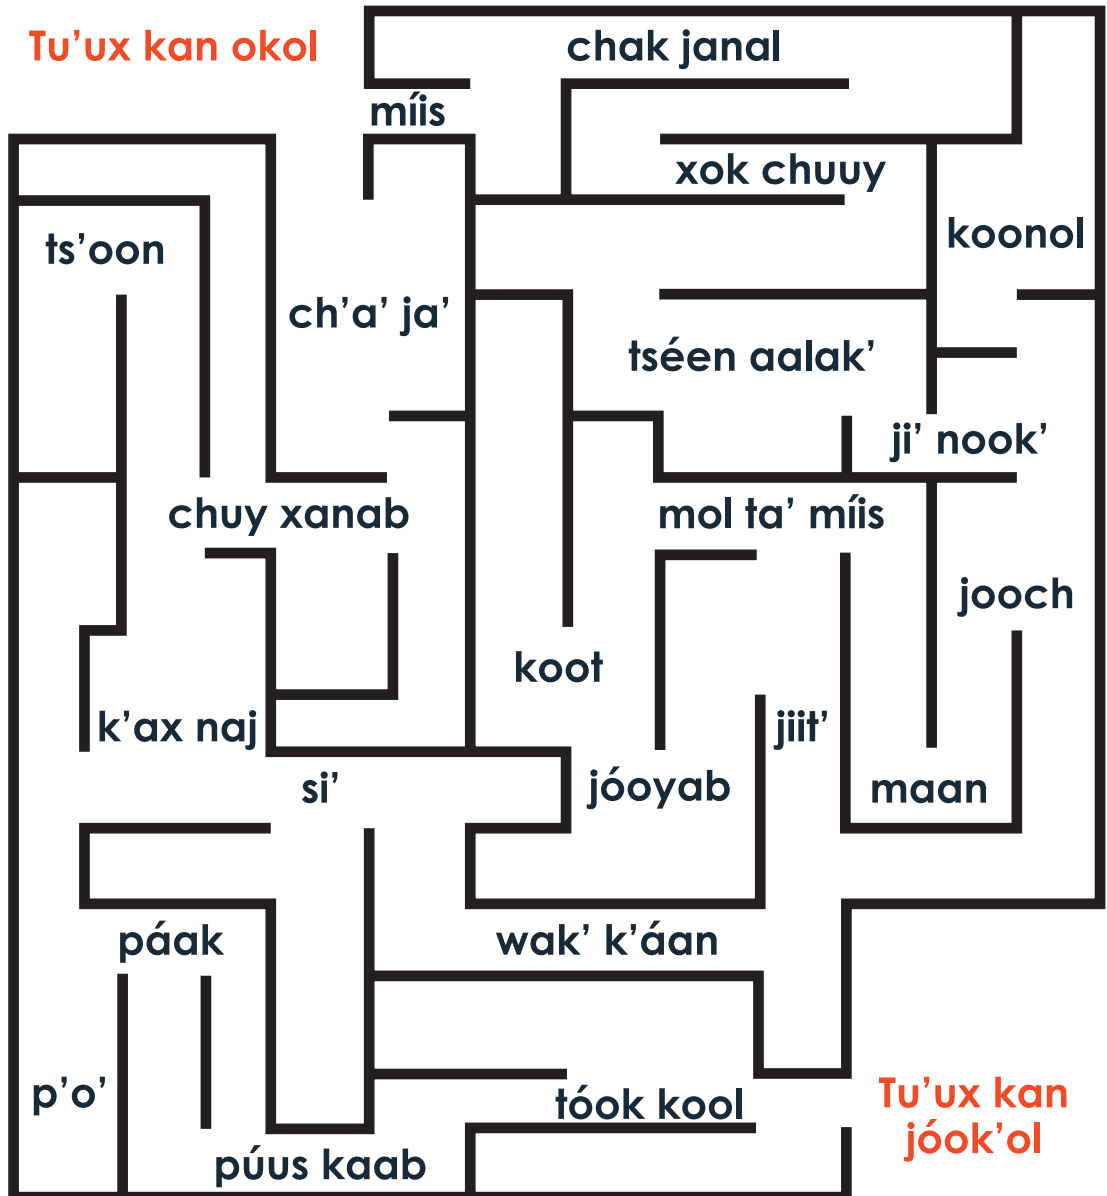 Tu’ux kan okol
chak janal
míis
xok chuuy
koonol
ts’oon
ch’a’ ja’
tséen aalak’
ji’ nook’
chuy xanab
mol ta’ míis
jooch
koot
k’ax naj
jiit’
si’
jóoyab
maan
páak
wak’ k’áan
p’o’
tóok kool
Tu’ux kan
jóok’ol
púus kaab